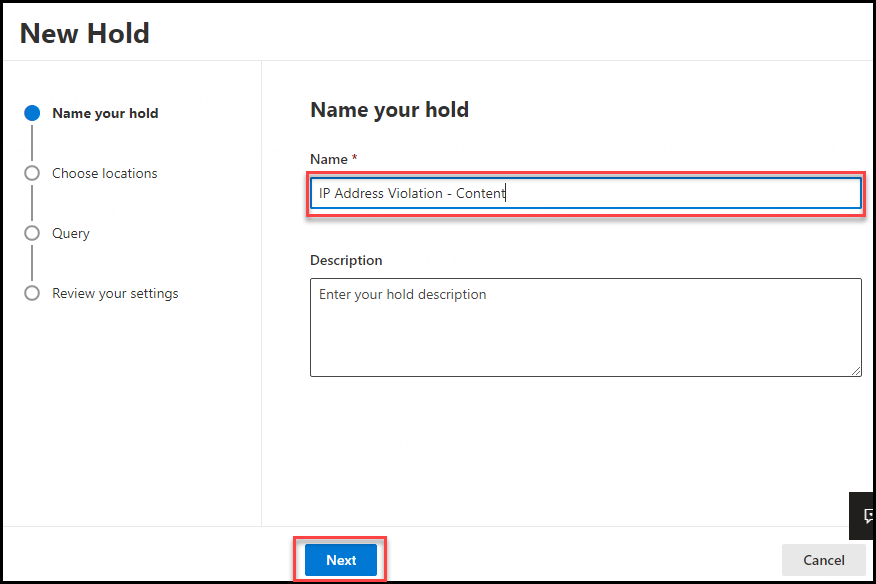 New Hold
Name your hold
Choose locations
Query
Review your settings
Name your hold
Name *
IP Address Violation - Content
Description
Enter your hold description
Next
Cancel